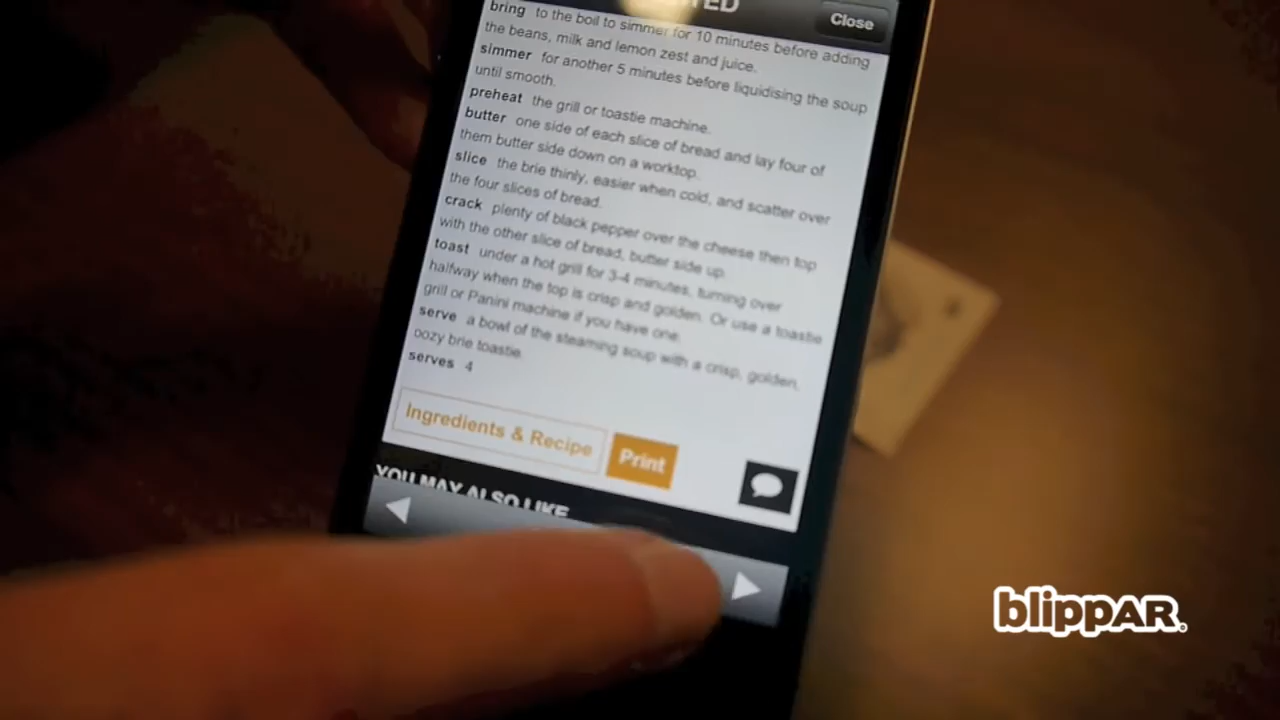 Close
bring to the boil to simmer for 10 minutes before adding
the beans, milk and lemon zest and juice.
simmer for another 5 minutes before liquidising the soup
until smooth.
preheat the grill or toastie machine.
butter one side of each slice of bread and lay four of
them butter side down on a worktop.
slice the brie thinly, easier when cold, and scatter over
the four slices of bread.
crack plenty of black pepper over the cheese then top
with the other slice of bread, butter side up.
toast under a hot grill for 3-4 minutes, turning over
halfway when the top is crisp and golden. Or use a toastie
grill or Panini machine if you have one.
serve a bowl of the steaming soup with a crisp, golden,
oozy brie toastie.
serves 4
Ingredients & Recipe
Print
YOU MAY ALSO LIKE
blippAR